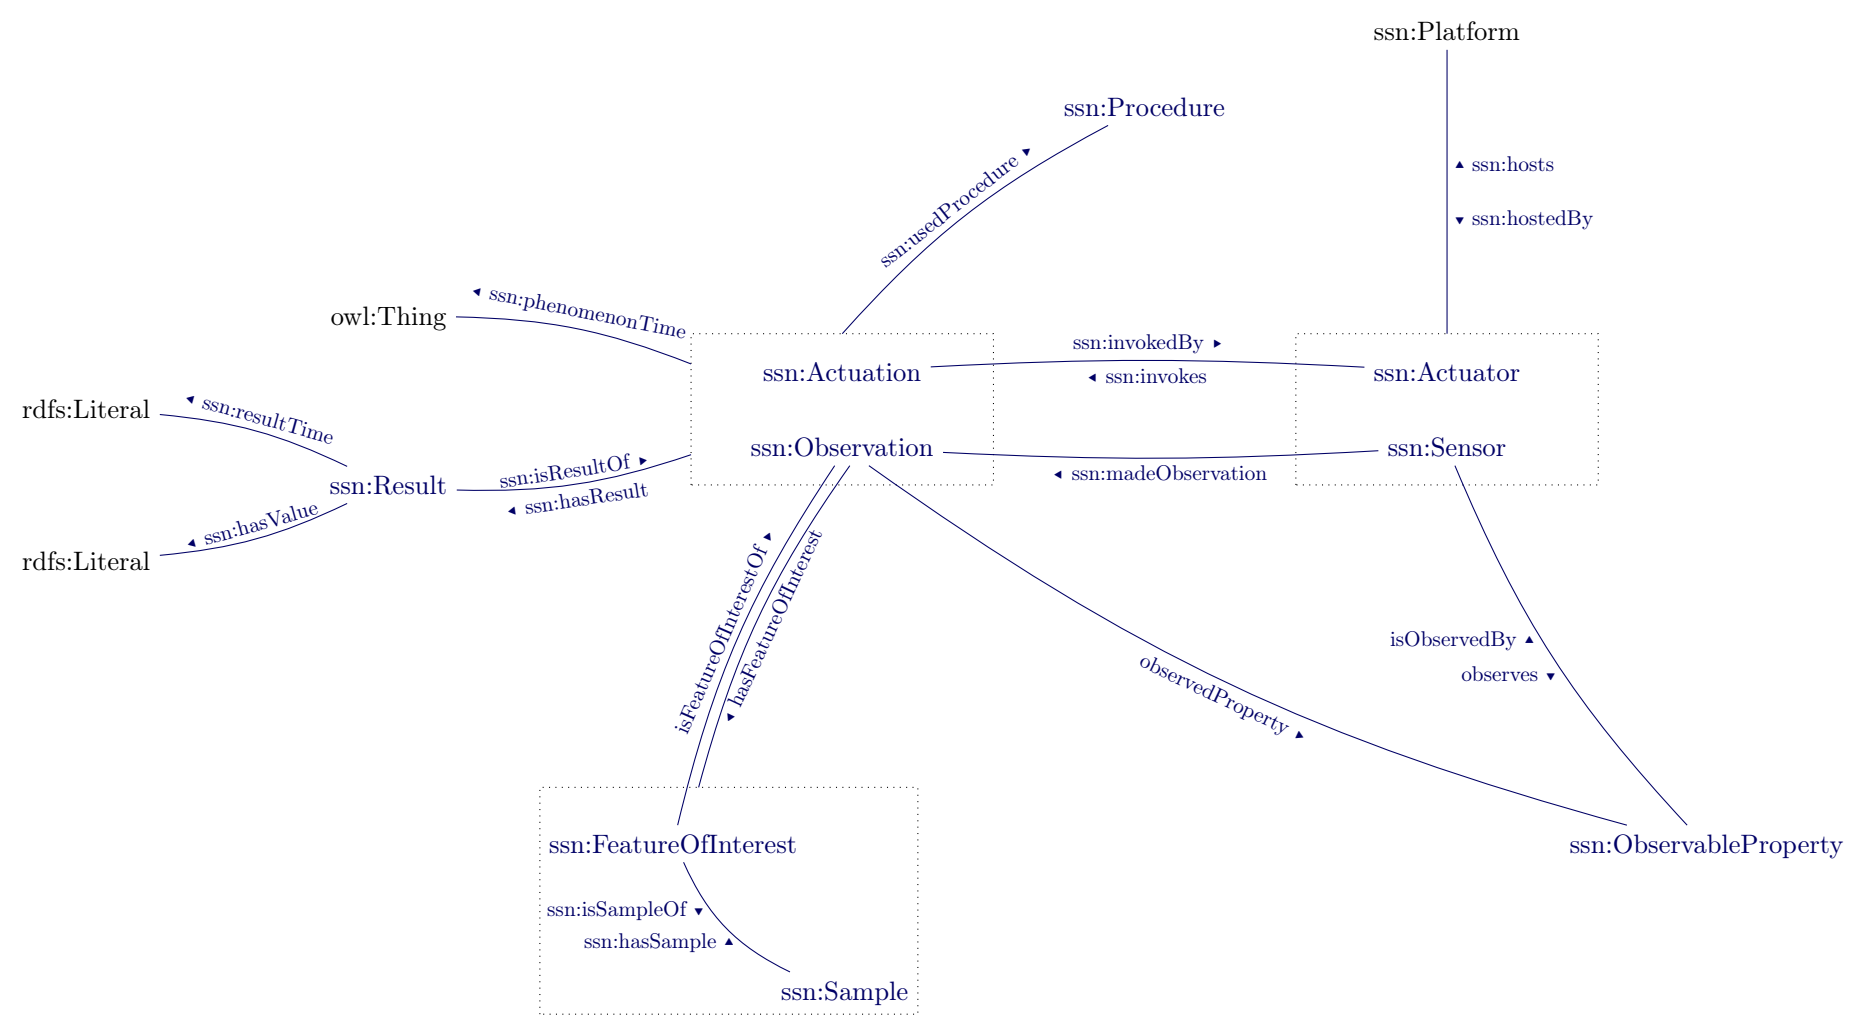 ssn:Platform
ssn:Procedure
▲ ssn:hosts
ssn:usedProcedure ▶
▼ ssn:hostedBy
◀ ssn:phenomenonTime
owl:Thing
ssn:invokedBy ▶
ssn:Actuation
ssn:Actuator
◀ ssn:invokes
◀ ssn:resultTime
rdfs:Literal
ssn:Observation
ssn:Sensor
ssn:isResultOf ▶
◀ ssn:madeObservation
ssn:Result
◀ ssn:hasResult
◀ ssn:hasValue
rdfs:Literal
isFeatureOfInterestOf ▶
◀ hasFeatureOfInterest
isObservedBy ▲
observes ▼
observedProperty ▶
ssn:FeatureOfInterest
ssn:ObservableProperty
ssn:isSampleOf ▼
ssn:hasSample ▲
ssn:Sample